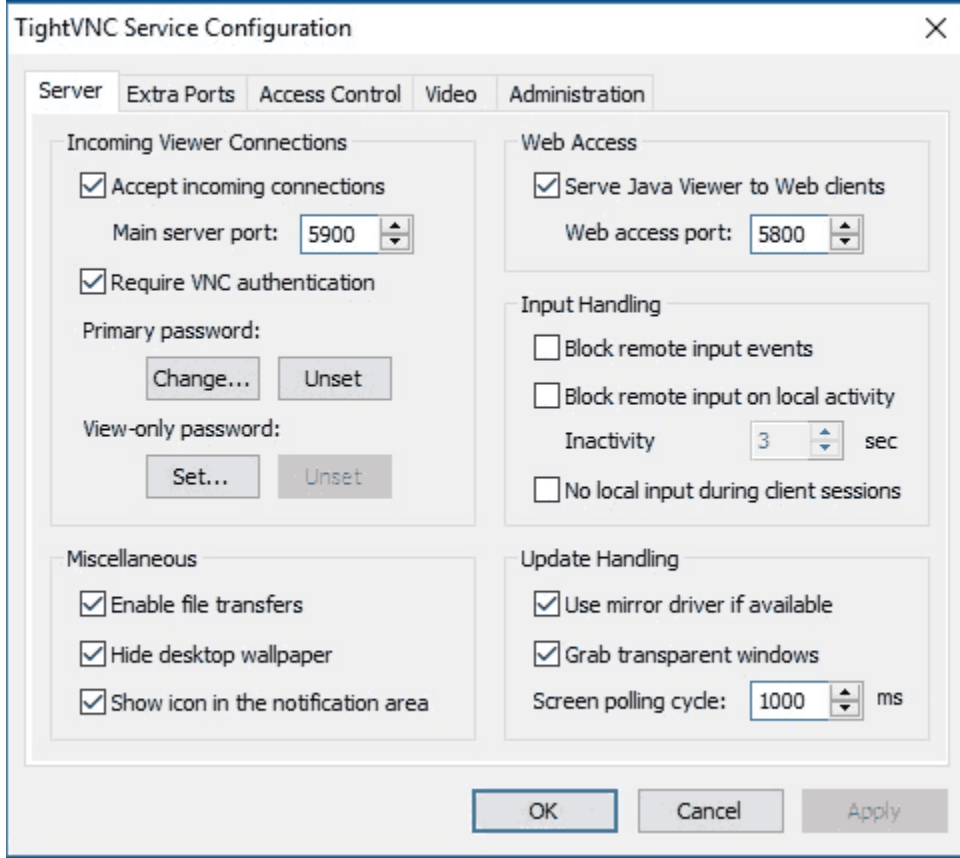 TightVNC Service Configuration
Server Extra Ports Access Control Video Administration
Incoming Viewer Connections
Accept incoming connections
Main server port: 5900
Require VNC authentication
Primary password:
Change... Unset
View-only password:
Set... Unset
Miscellaneous
Enable file transfers
Hide desktop wallpaper
Show icon in the notification area
Web Access
Serve Java Viewer to Web clients
Web access port: 5800
Input Handling
Block remote input events
Block remote input on local activity
Inactivity 3 sec
No local input during client sessions
Update Handling
Use mirror driver if available
Grab transparent windows
Screen polling cycle: 1000 ms
OK Cancel Apply